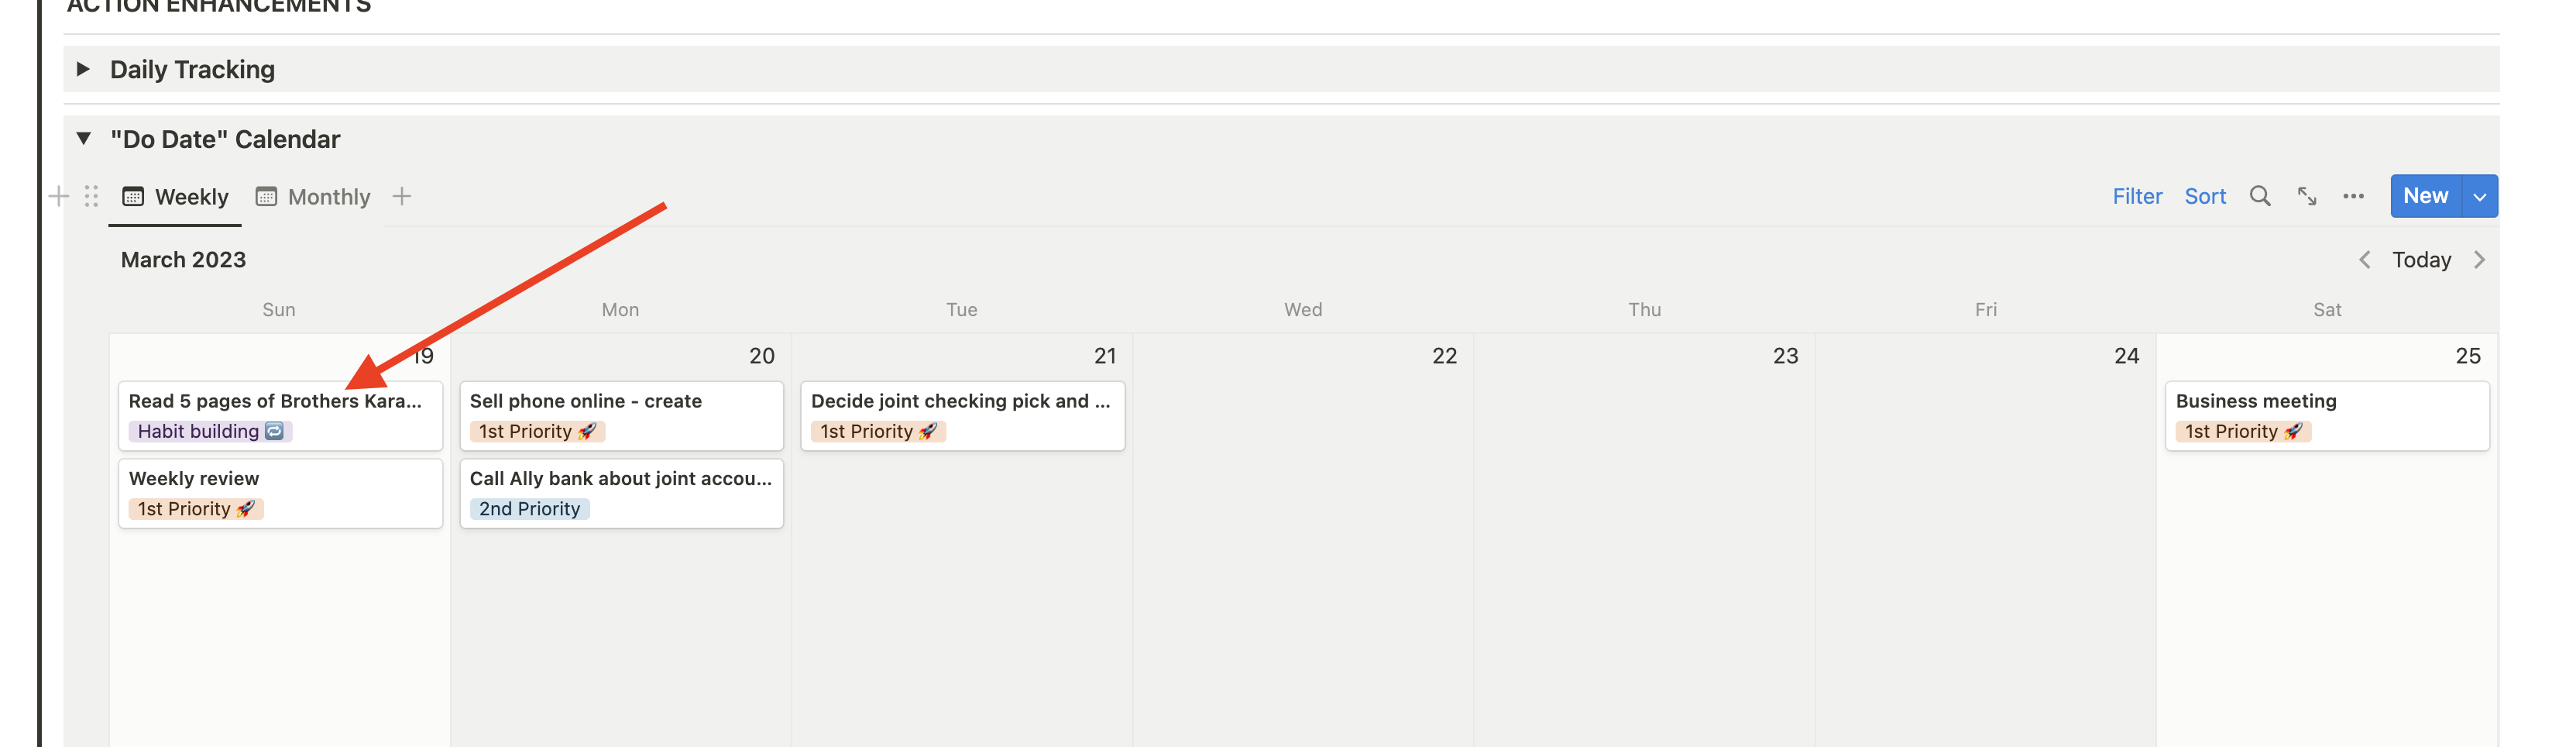 ACTION ENHANCEMENTS
Daily Tracking
"Do Date" Calendar
Weekly Monthly Filter Sort New
March 2023 Today
Sun Mon Tue Wed Thu Fri Sat
19 20 21 22 23 24 25
Read 5 pages of Brothers Kara... Sell phone online - create Decide joint checking pick and ... Business meeting
Habit building 🔁 1st Priority 🚀 1st Priority 🚀 1st Priority 🚀
Weekly review Call Ally bank about joint accou...
1st Priority 🚀 2nd Priority